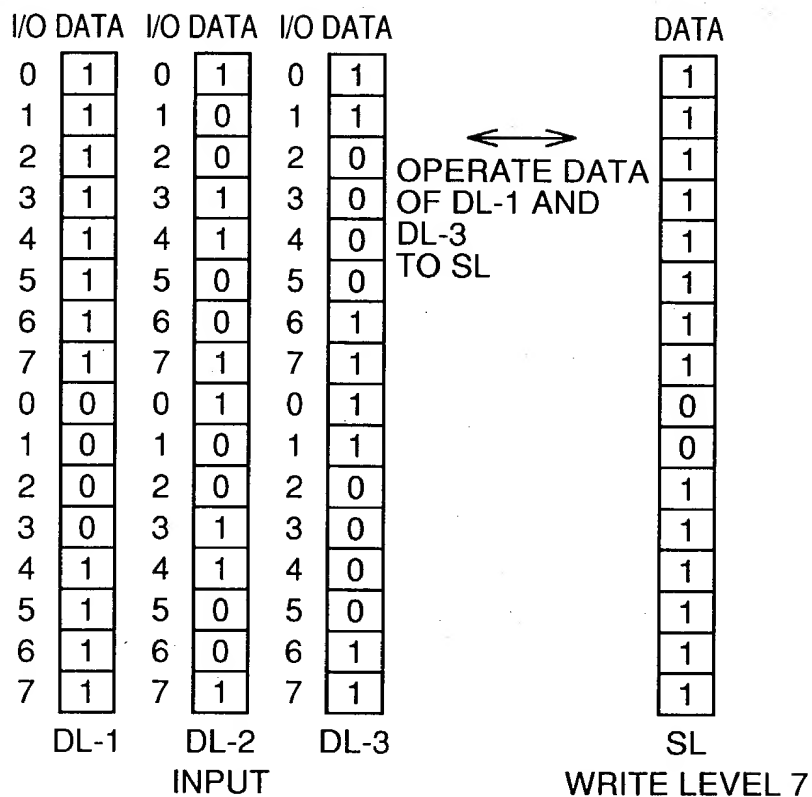 I/O DATA I/O DATA I/O DATA DATA
0 1 0 1 0 1 1
1 1 1 0 1 1 1
2 1 2 0 2 0 1
3 1 3 1 3 0 1
4 1 4 1 4 0 1
5 1 5 0 5 0 1
6 1 6 0 6 1 1
7 1 7 1 7 1 1
0 0 0 1 0 1 0
1 0 1 0 1 1 0
2 0 2 0 2 0 1
3 0 3 1 3 0 1
4 1 4 1 4 0 1
5 1 5 0 5 0 1
6 1 6 0 6 1 1
7 1 7 1 7 1 1
OPERATE DATA
OF DL-1 AND
DL-3
TO SL
DL-1 DL-2 DL-3 SL
INPUT WRITE LEVEL 7